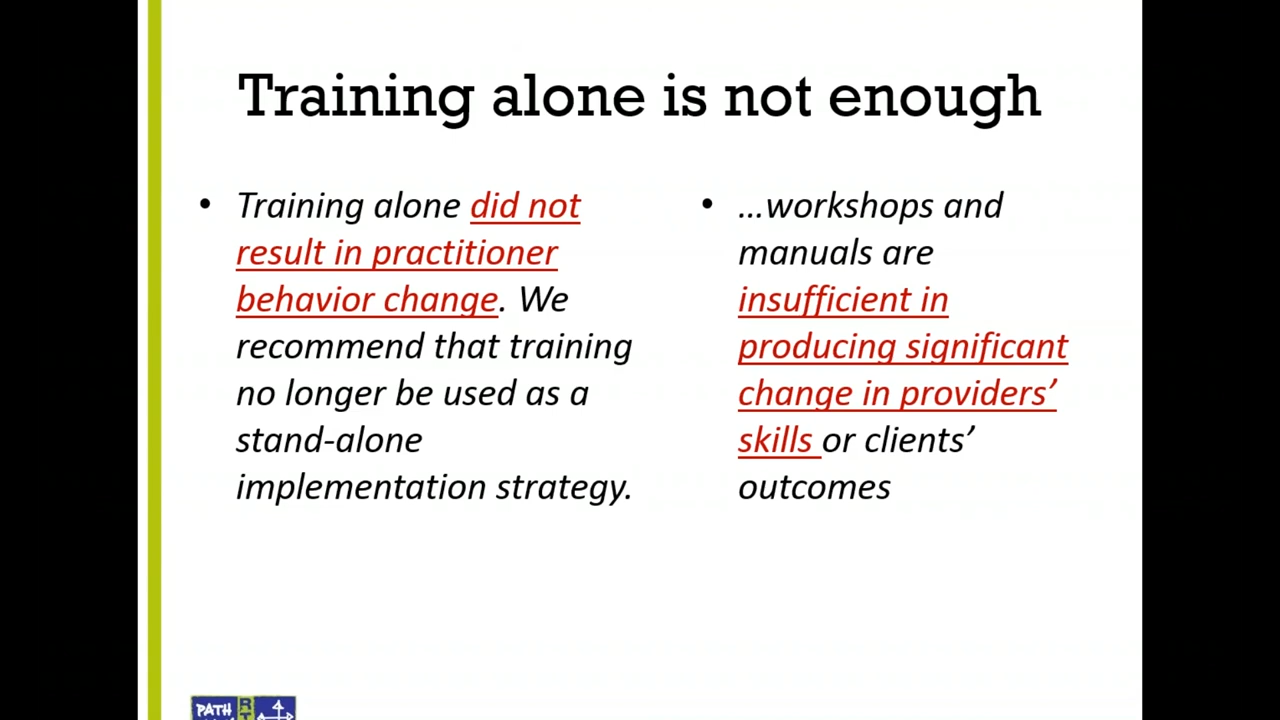 Training alone is not enough
• Training alone did not
result in practitioner
behavior change. We
recommend that training
no longer be used as a
stand-alone
implementation strategy.
• …workshops and
manuals are
insufficient in
producing significant
change in providers’
skills or clients’
outcomes
PATH
RT